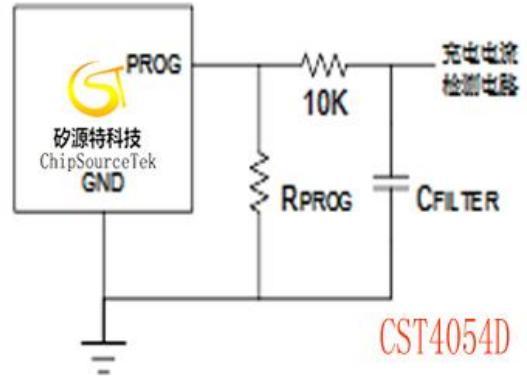 PROG
充电电流
检测电路
10K
CST
矽源特科技
ChipSourceTek
GND
RPROG
CFILTER
CST4054D